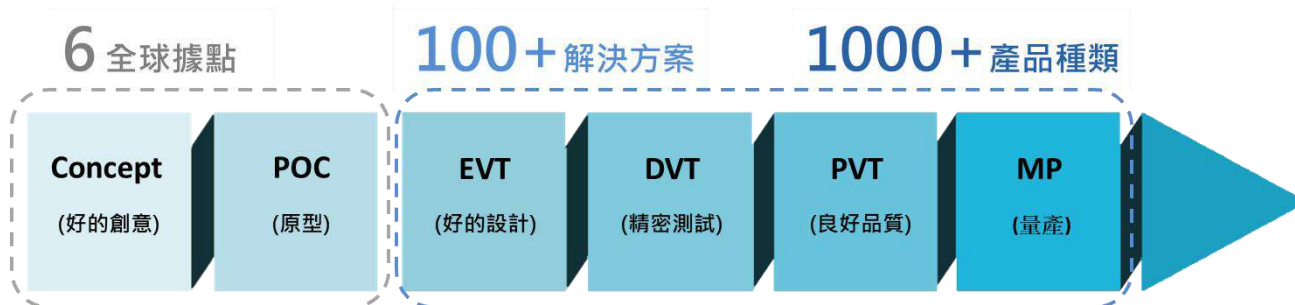 6 全球據點
100+ 解決方案
1000+ 產品種類
Concept
(好的創意)
POC
(原型)
EVT
(好的設計)
DVT
(精密測試)
PVT
(良好品質)
MP
(量產)